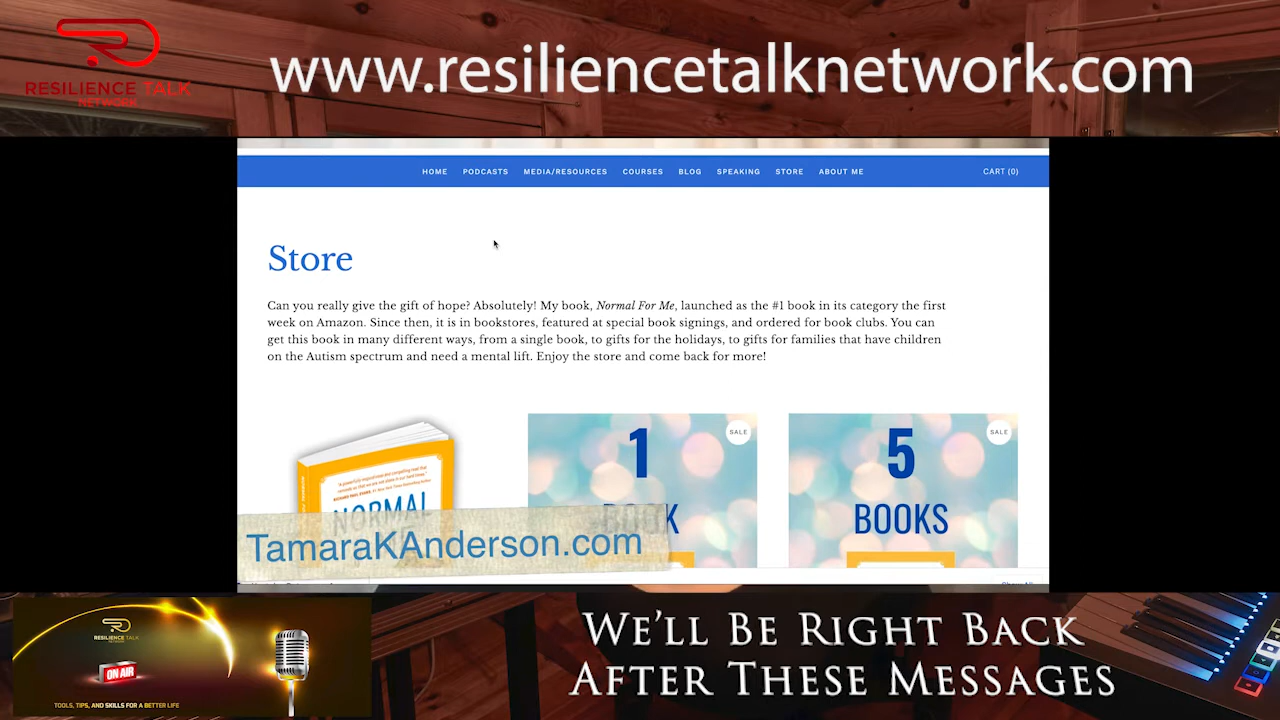 RESILIENCE TALK
NETWORK
www.resiliencetalknetwork.com
HOME PODCASTS MEDIA/RESOURCES COURSES BLOG SPEAKING STORE ABOUT ME CART (0)
Store
Can you really give the gift of hope? Absolutely! My book, Normal For Me, launched as the #1 book in its category the first
week on Amazon. Since then, it is in bookstores, featured at special book signings, and ordered for book clubs. You can
get this book in many different ways, from a single book, to gifts for the holidays, to gifts for families that have children
on the Autism spectrum and need a mental lift. Enjoy the store and come back for more!
NORMAL
1
BOOK
SALE
5
BOOKS
SALE
TamaraKAnderson.com
RESILIENCE TALK
NETWORK
ON AIR
TOOLS, TIPS, AND SKILLS FOR A BETTER LIFE
We'll Be Right Back
After These Messages